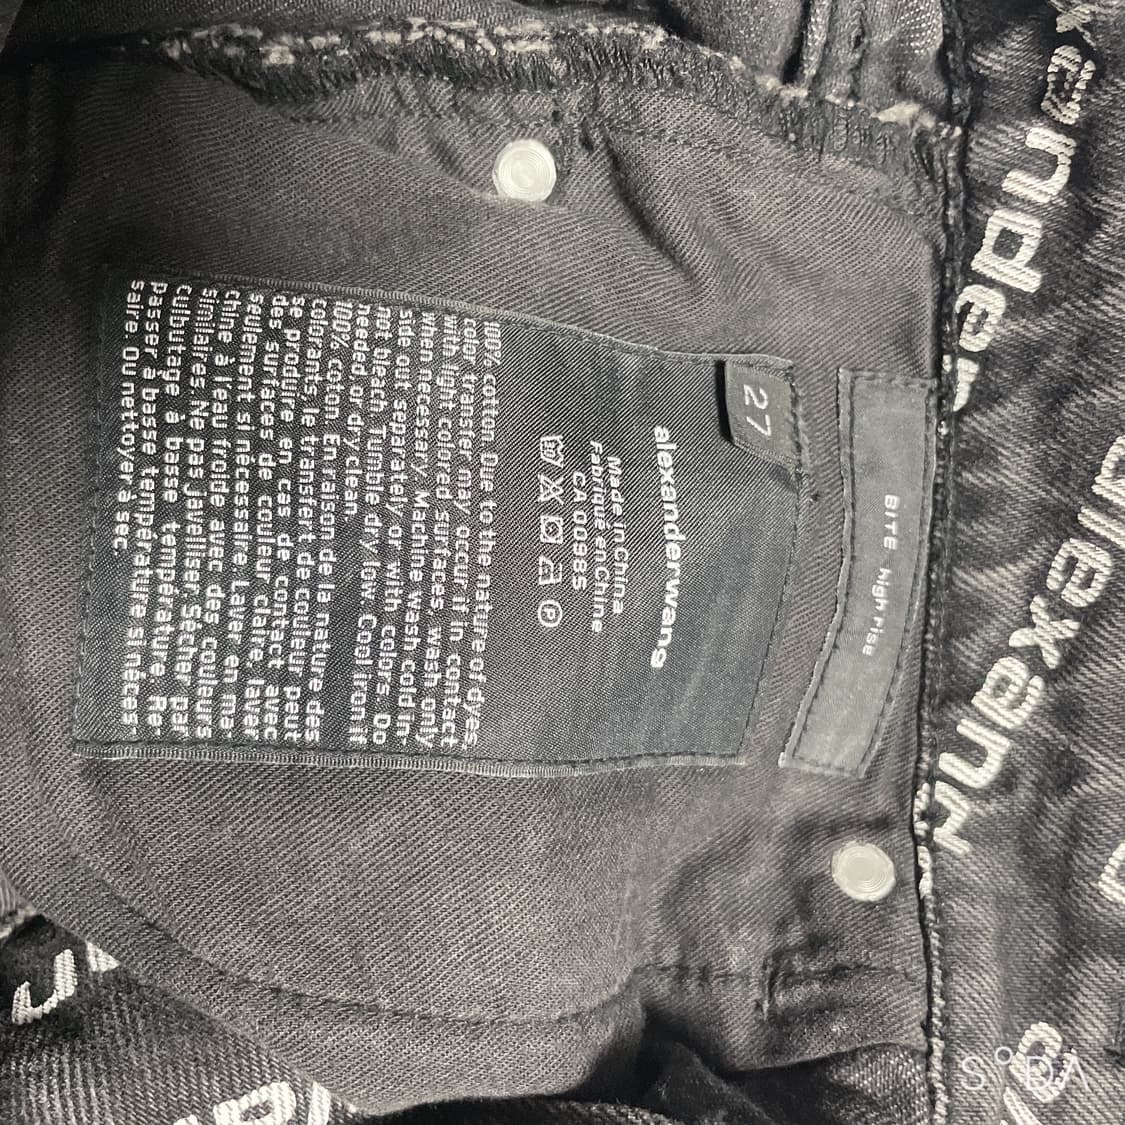 27
BITE high rise
alexanderwang
Made in China
Fabriqué en Chine
CA 00985
100% cotton. Due to the nature of dyes
color transfer may occur if in contact
with light-colored surfaces, wash only
when necessary. Machine wash cold in-
side out separately or with colors. Do
not bleach. Tumble dry low. Cool iron if
needed or dry clean.
100% coton. En raison de la nature des
colorants, le transfert de couleur peut
se produire en cas de contact avec
des surfaces de couleur claire, laver
seulement si nécessaire. Laver en ma-
chine à l'eau froide avec des couleurs
similaires. Ne pas javelliser. Sécher par
culbutage à basse température. Re-
passer à basse température si néces-
saire. Ou nettoyer à sec
ander
alexand
SODA